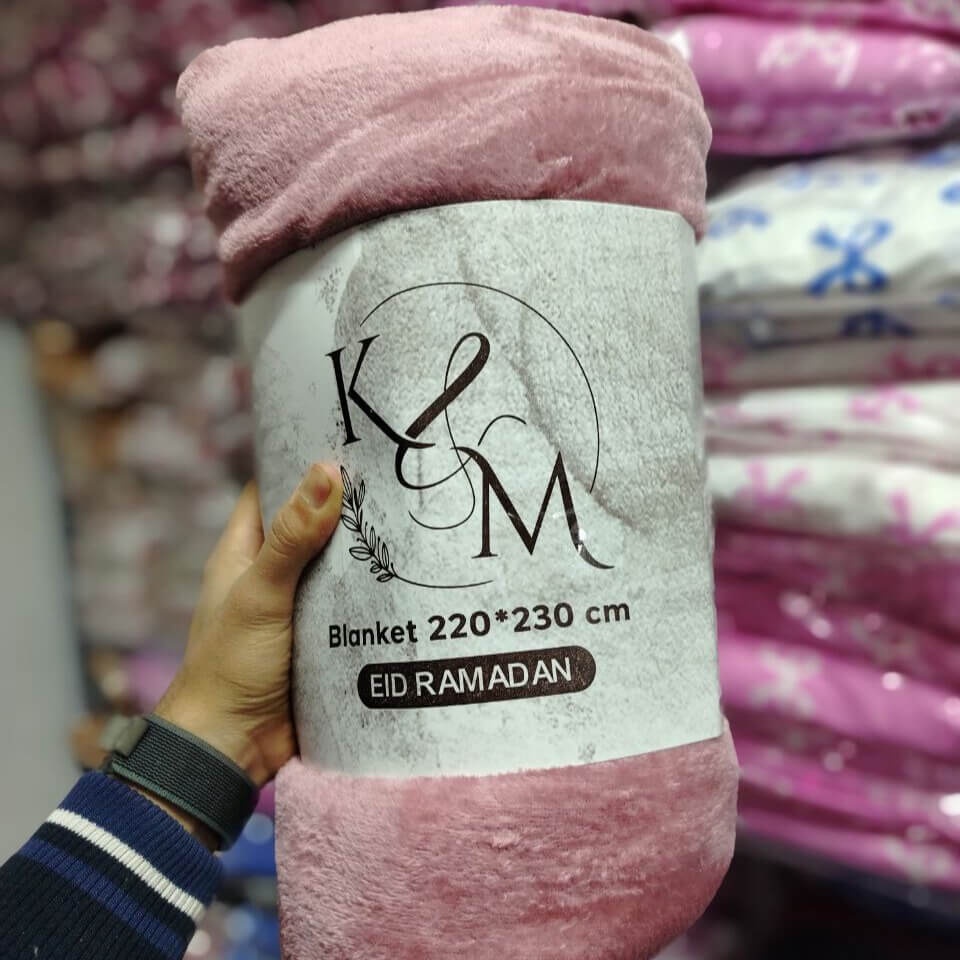 K&M
Blanket 220*230 cm
EID RAMADAN